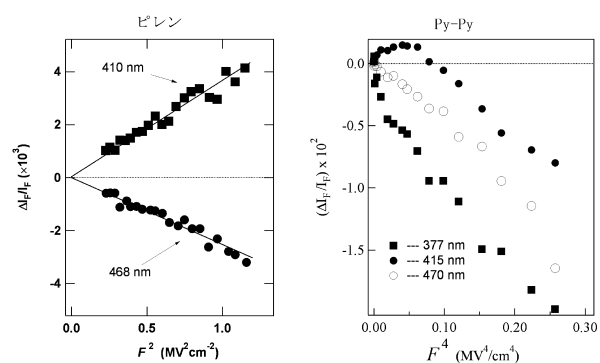 ピレン
4
2
0
-2
-4
ΔI_F/I_F (×10³)
410 nm
468 nm
0.0
0.5
1.0
F² (MV²cm⁻²)
Py-Py
0.0
-0.5
-1.0
-1.5
(ΔI_F/I_F) x 10²
■ --- 377 nm
● --- 415 nm
○ --- 470 nm
0.00
0.10
0.20
0.30
F⁴ (MV⁴/cm⁴)